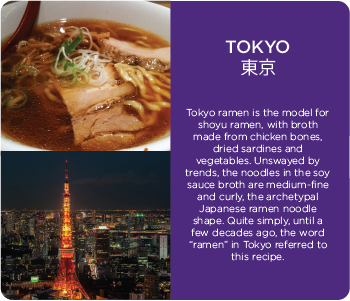 TOKYO
東京
Tokyo ramen is the model for
shoyu ramen, with broth
made from chicken bones,
dried sardines and
vegetables. Unswayed by
trends, the noodles in the soy
sauce broth are medium-fine
and curly, the archetypal
Japanese ramen noodle
shape. Quite simply, until a
few decades ago, the word
“ramen” in Tokyo referred to
this recipe.